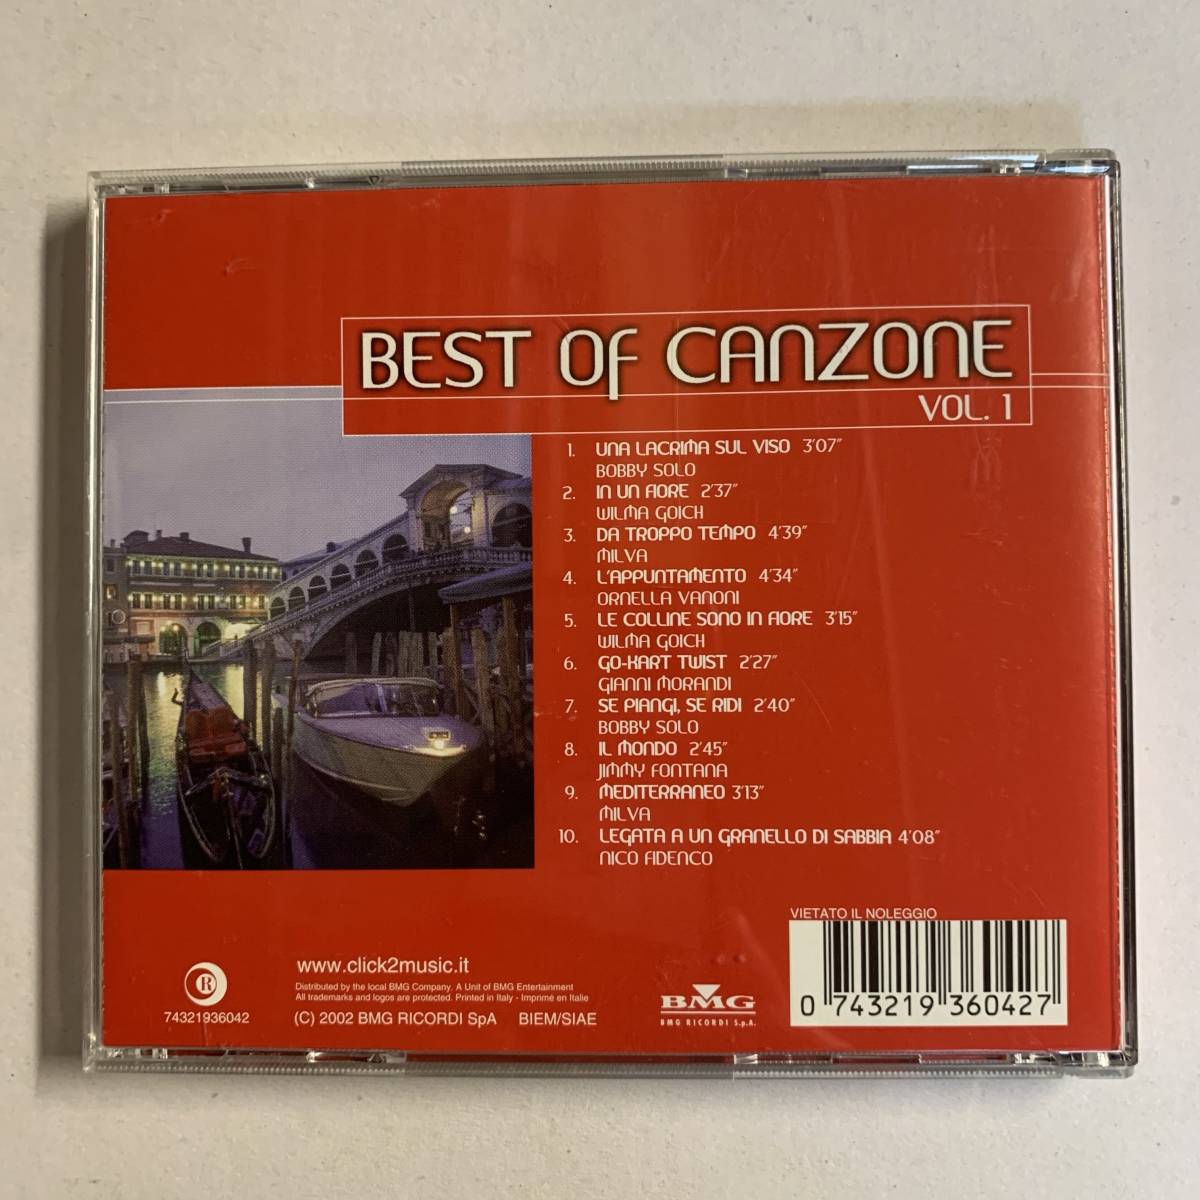 BEST OF CANZONE
VOL. 1
1. UNA LACRIMA SUL VISO 3'07"
BOBBY SOLO
2. IN UN FIORE 2'37"
WILMA GOICH
3. DA TROPPO TEMPO 4'39"
MILVA
4. L'APPUNTAMENTO 4'34"
ORNELLA VANONI
5. LE COLLINE SONO IN FIORE 3'15"
WILMA GOICH
6. GO-KART TWIST 2'27"
GIANNI MORANDI
7. SE PIANGI, SE RIDI 2'40"
BOBBY SOLO
8. IL MONDO 2'45"
JIMMY FONTANA
9. MEDITERRANEO 3'13"
MILVA
10. LEGATA A UN GRANELLO DI SABBIA 4'08"
NICO FIDENCO
VIETATO IL NOLEGGIO
0 743219 360427
R
74321936042
www.click2music.it
Distributed by the local BMG Company. A Unit of BMG Entertainment
All trademarks and logos are protected. Printed in Italy - Imprimé en Italie
(C) 2002 BMG RICORDI SpA BIEM/SIAE
BMG
BMG RICORDI S.p.A.